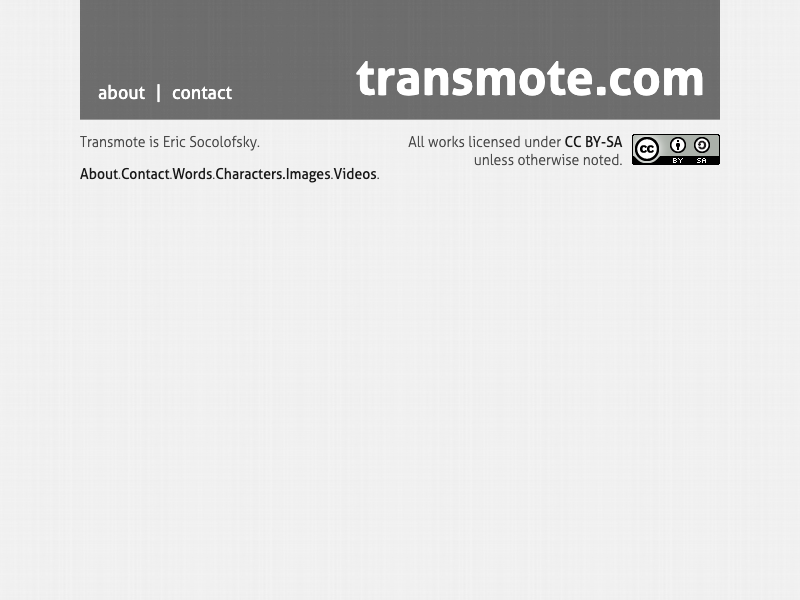 about | contact
transmote.com
Transmote is Eric Socolofsky.
About.Contact.Words.Characters.Images.Videos.
All works licensed under CC BY-SA
unless otherwise noted.
cc
BY SA